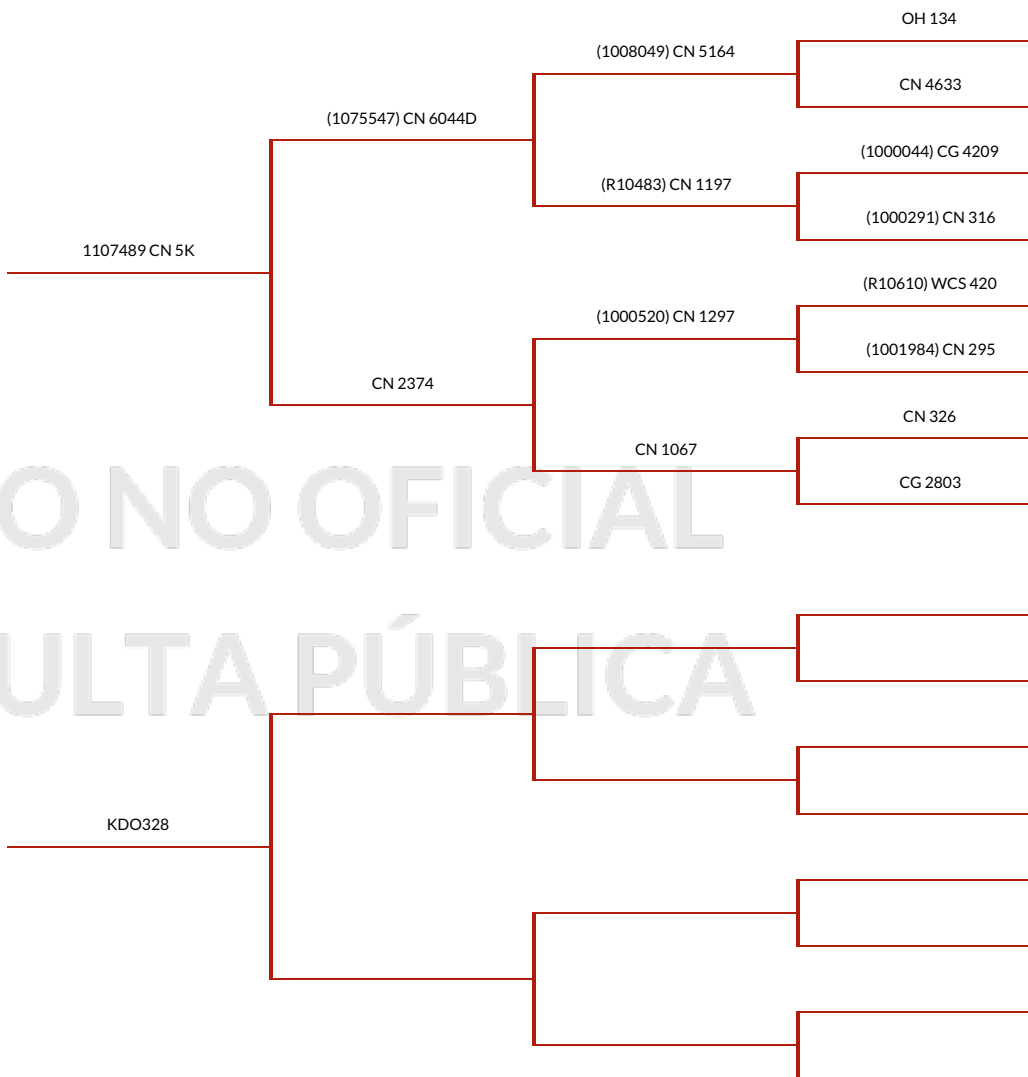 OH 134
(1008049) CN 5164
CN 4633
(1075547) CN 6044D
(1000044) CG 4209
(R10483) CN 1197
(1000291) CN 316
1107489 CN 5K
(R10610) WCS 420
(1000520) CN 1297
(1001984) CN 295
CN 2374
CN 326
CN 1067
CG 2803
O NO OFICIAL
ULTA PÚBLICA
KDO328